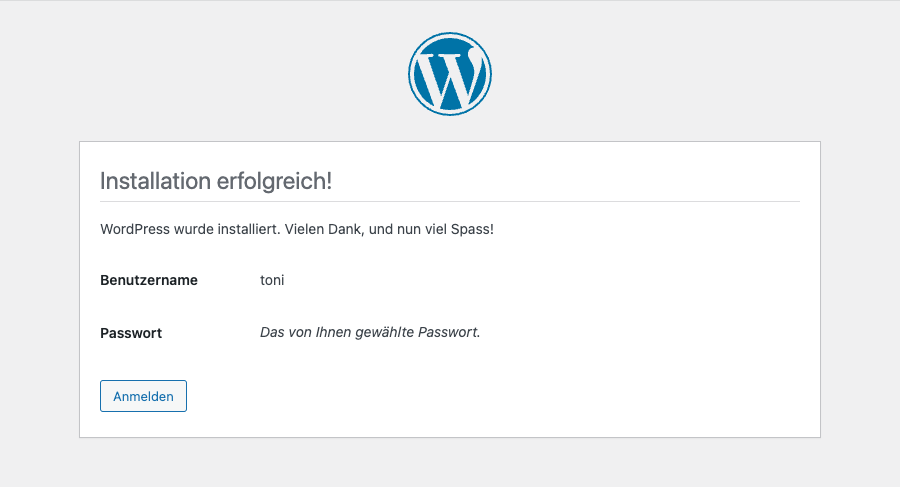 Installation erfolgreich!
WordPress wurde installiert. Vielen Dank, und nun viel Spass!
Benutzername toni
Passwort Das von Ihnen gewählte Passwort.
Anmelden